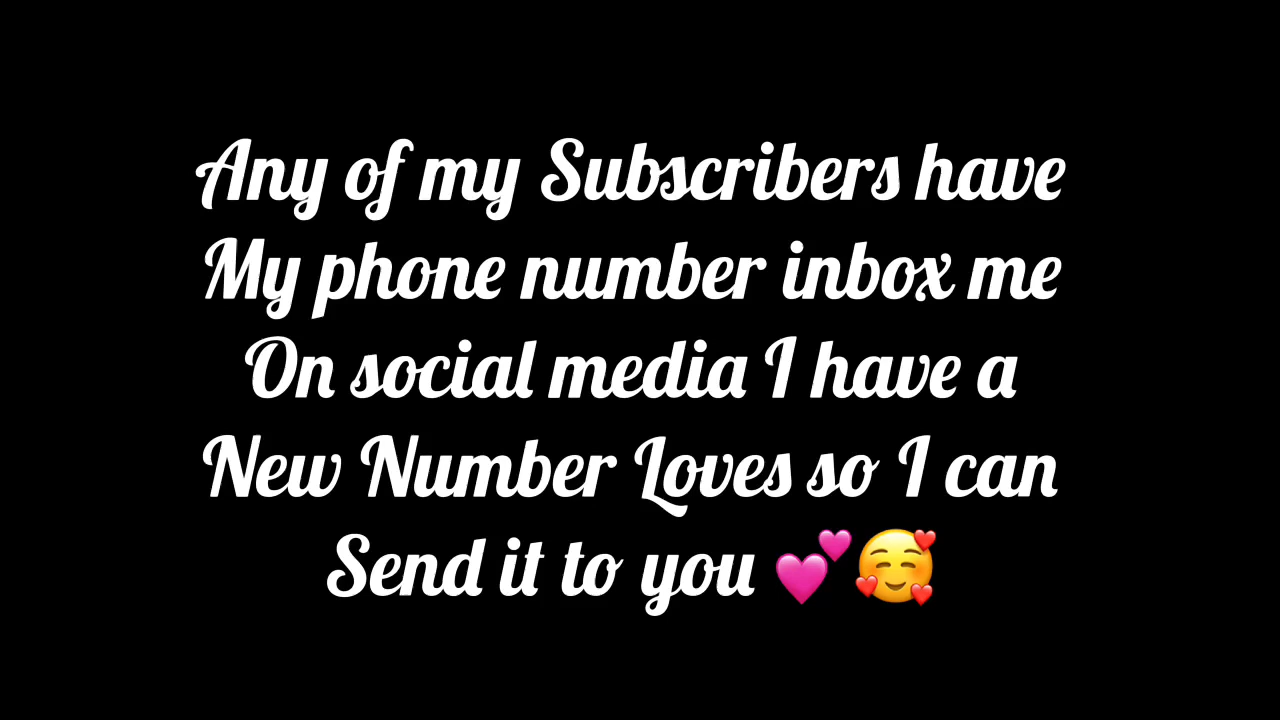 Any of my Subscribers have
My phone number inbox me
On social media I have a
New Number Loves so I can
Send it to you 💕🥰